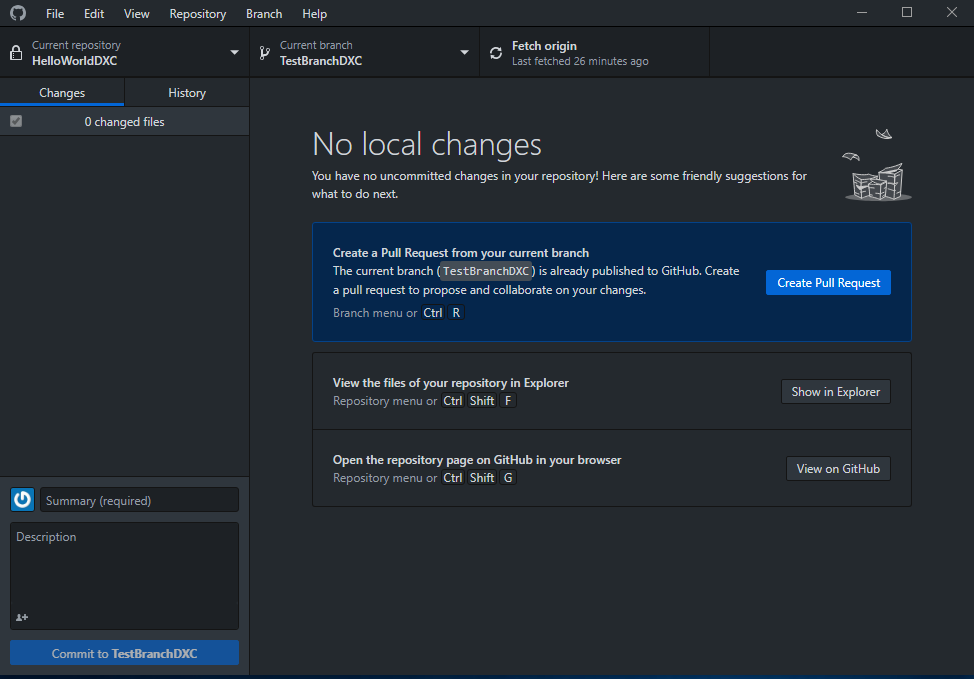 File Edit View Repository Branch Help
Current repository
HelloWorldDXC
Current branch
TestBranchDXC
Fetch origin
Last fetched 26 minutes ago
Changes History
0 changed files
No local changes
You have no uncommitted changes in your repository! Here are some friendly suggestions for
what to do next.
Create a Pull Request from your current branch
The current branch (TestBranchDXC) is already published to GitHub. Create
a pull request to propose and collaborate on your changes.
Branch menu or Ctrl R
Create Pull Request
View the files of your repository in Explorer
Repository menu or Ctrl Shift F
Show in Explorer
Open the repository page on GitHub in your browser
Repository menu or Ctrl Shift G
View on GitHub
Summary (required)
Description
Commit to TestBranchDXC